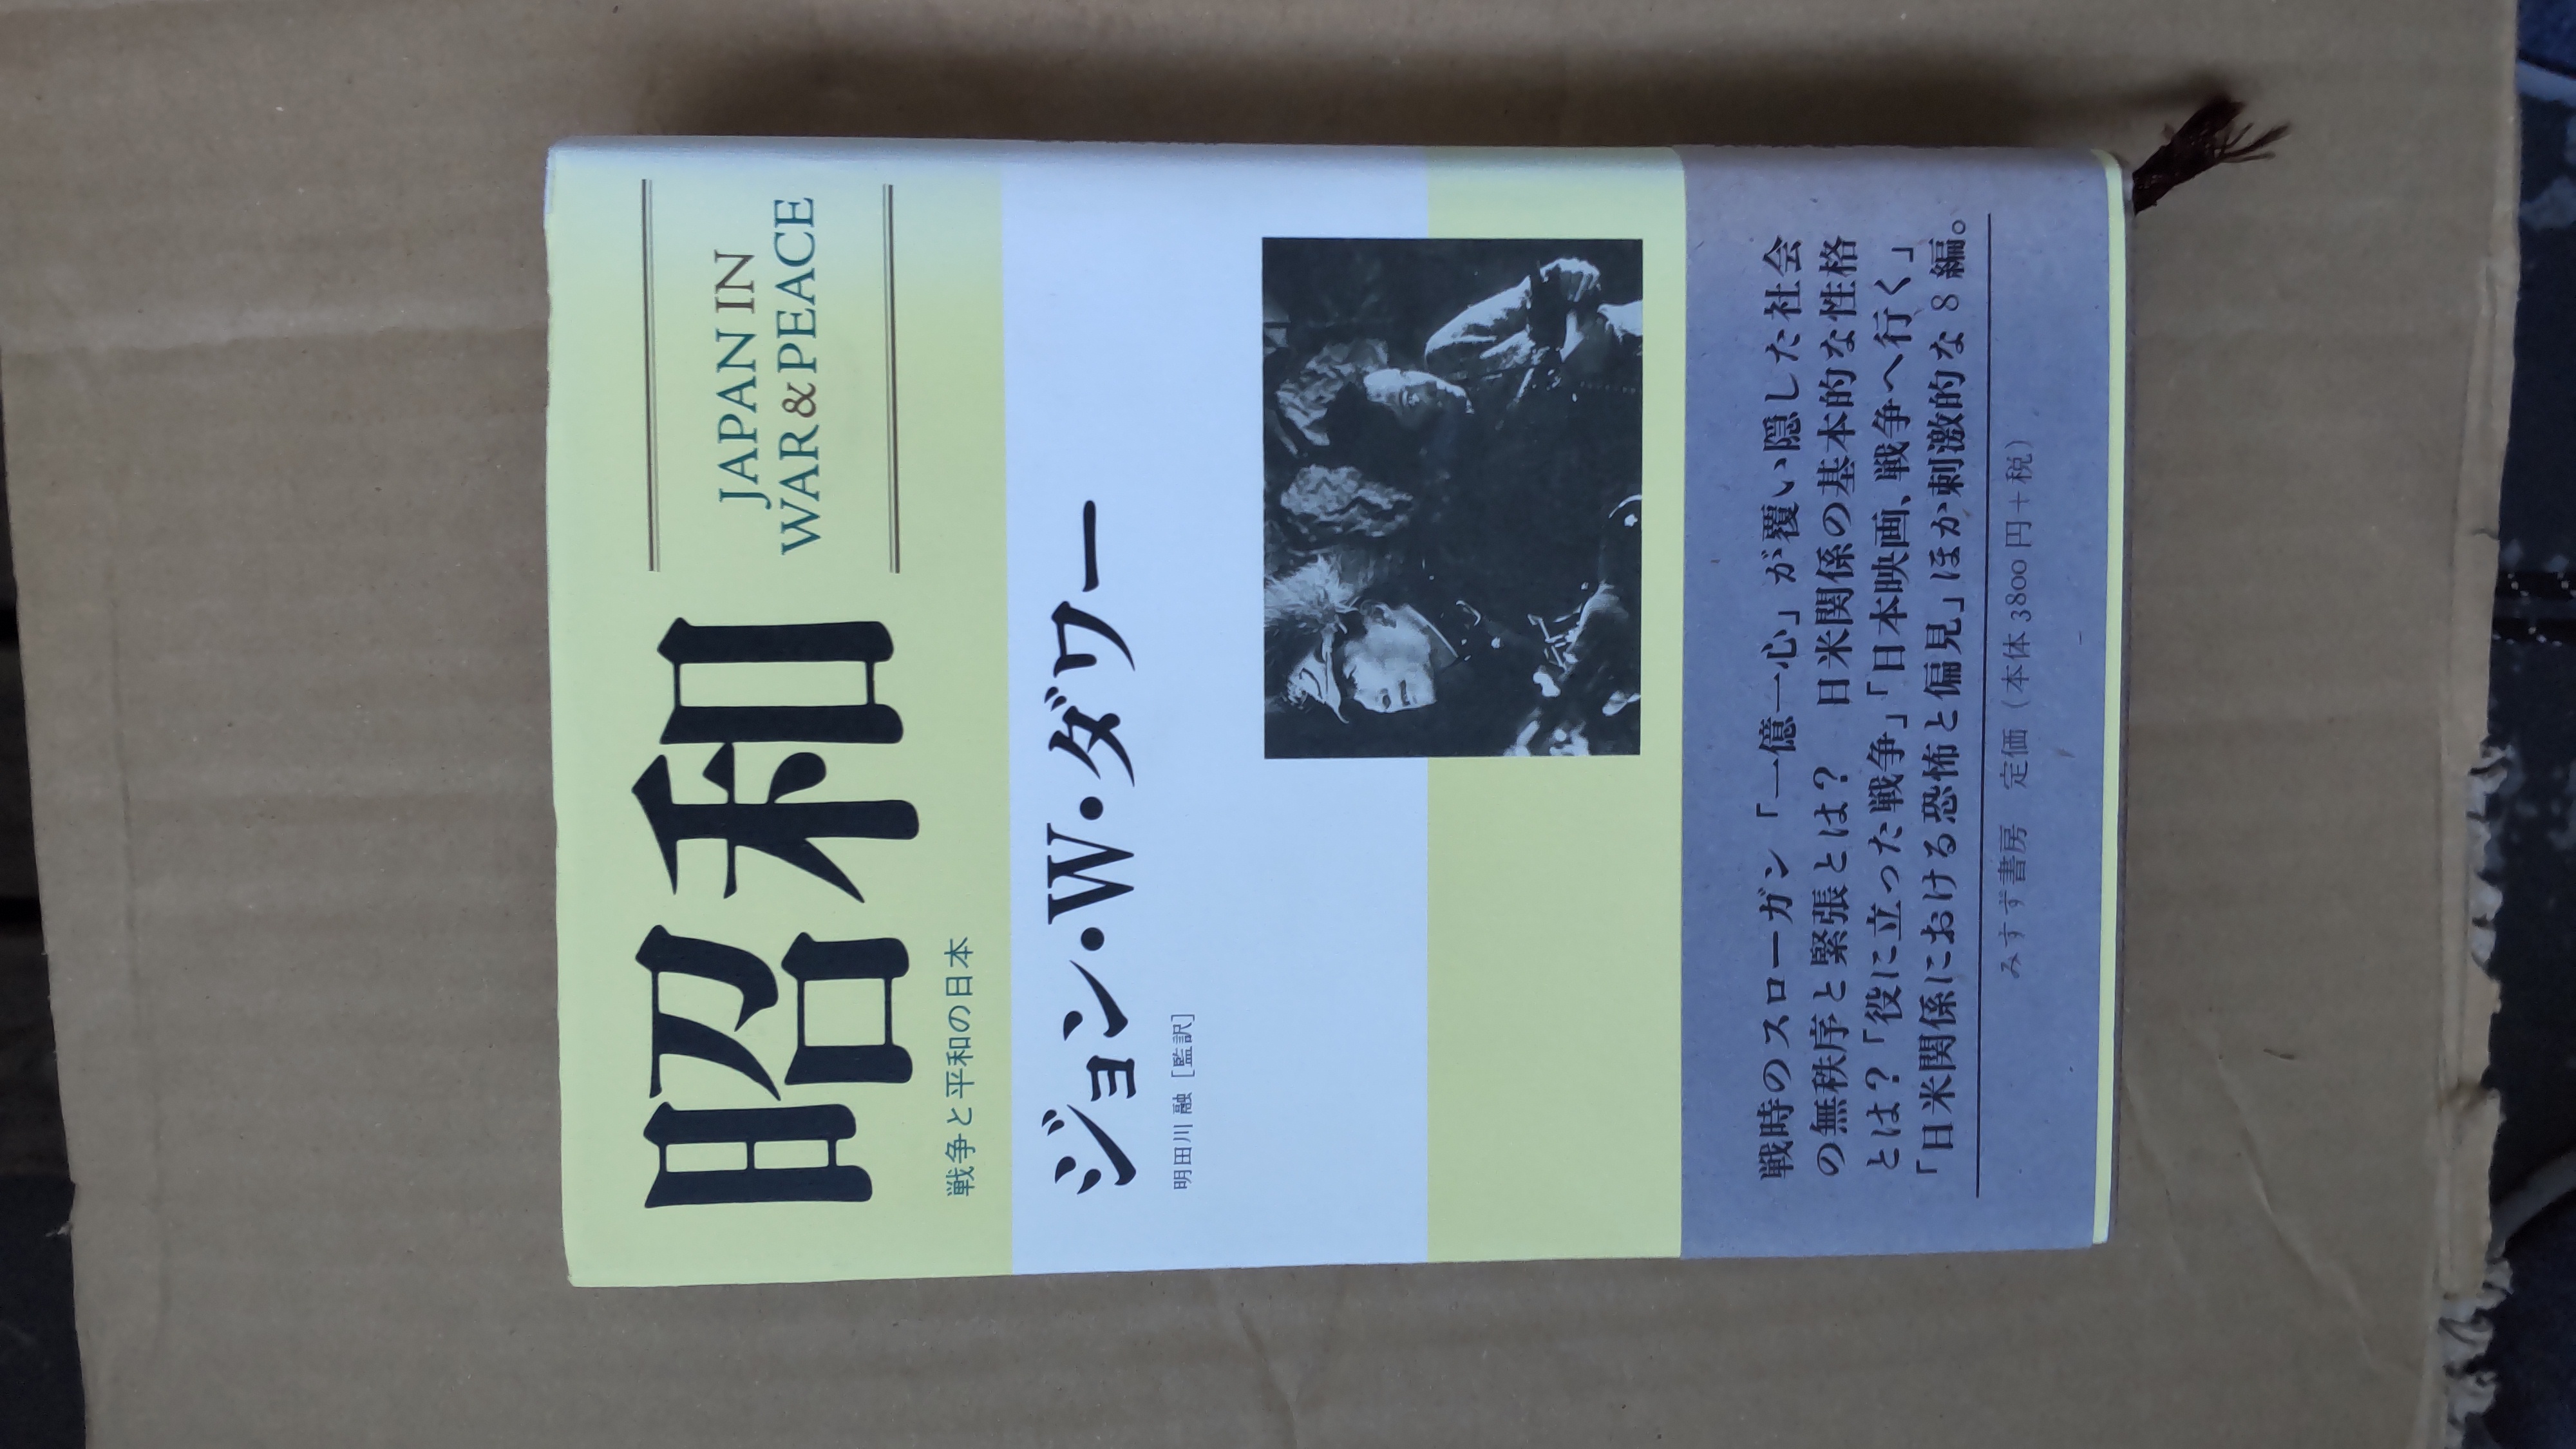 昭和
JAPAN IN
WAR & PEACE
戦争と平和の日本
ジョン・W・ダワー
明田川 融［監訳］
戦時のスローガン「一億一心」が覆い隠した社会
の無秩序と緊張とは？　日米関係の基本的な性格
とは？「役に立った戦争」「日本映画、戦争へ行く」
「日米関係における恐怖と偏見」ほか刺激的な 8 編。
みすず書房　定価（本体 3800 円＋税）